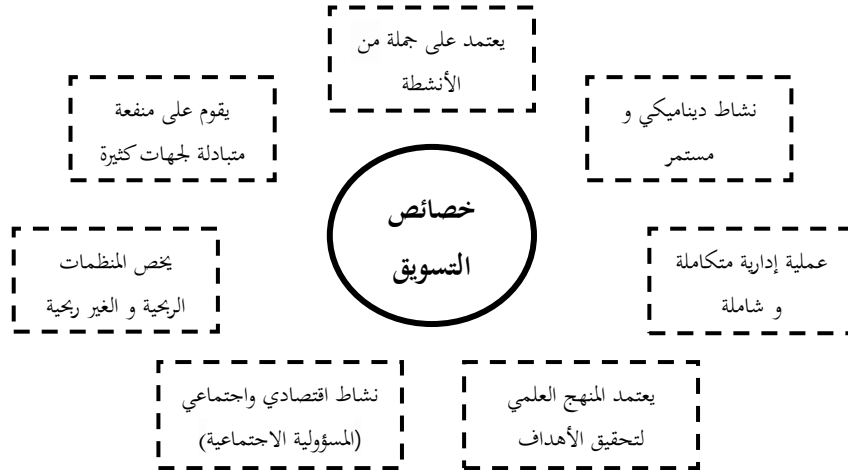 يعتمد على جملة من
الأنشطة
نشاط ديناميكي و
مستمر
يقوم على منفعة
متبادلة لجهات كثيرة
خصائص
التسويق
عملية إدارية متكاملة
و شاملة
يخص المنظمات
الربحية و الغير ربحية
يعتمد المنهج العلمي
لتحقيق الأهداف
نشاط اقتصادي واجتماعي
(المسؤولية الاجتماعية)